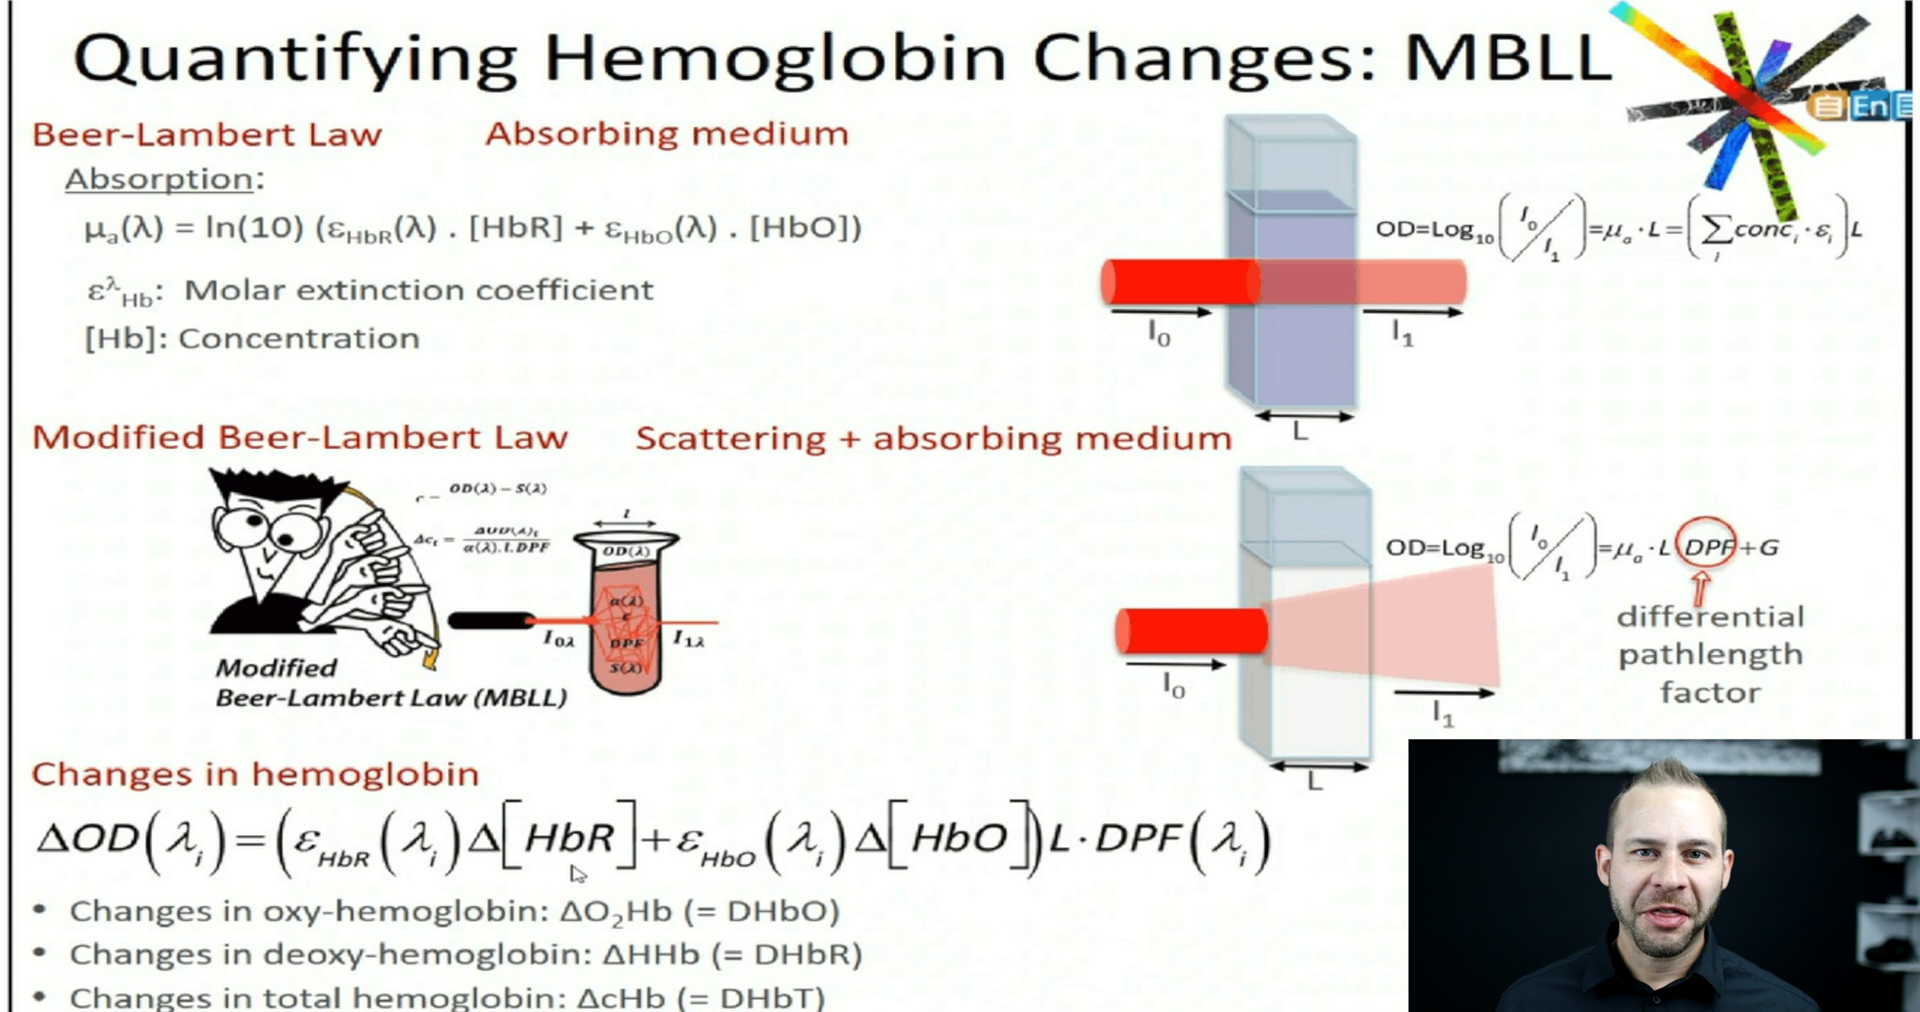 Quantifying Hemoglobin Changes: MBLL
自 En
Beer-Lambert Law Absorbing medium
Absorption:
μa(λ) = ln(10) (εHbR(λ) . [HbR] + εHbO(λ) . [HbO])
ελHb: Molar extinction coefficient
[Hb]: Concentration
OD=Log10(I0/I1)=μa·L=(∑conci·εi)L
i
I0
I1
L
Modified Beer-Lambert Law Scattering + absorbing medium
OD(λ) – S(λ)
Δci = ΔOD(λ)i
α(λ).l.DPF
l
OD(λ)
α(λ)
c
DPF
S(λ)
I0λ
I1λ
Modified
Beer-Lambert Law (MBLL)
OD=Log10(I0/I1)=μa·L DPF+G
differential
pathlength
factor
I0
I1
L
Changes in hemoglobin
ΔOD(λi)=(εHbR(λi)Δ[HbR]+εHbO(λi)Δ[HbO])L·DPF(λi)
• Changes in oxy-hemoglobin: ΔO2Hb (= DHbO)
• Changes in deoxy-hemoglobin: ΔHHb (= DHbR)
• Changes in total hemoglobin: ΔcHb (= DHbT)